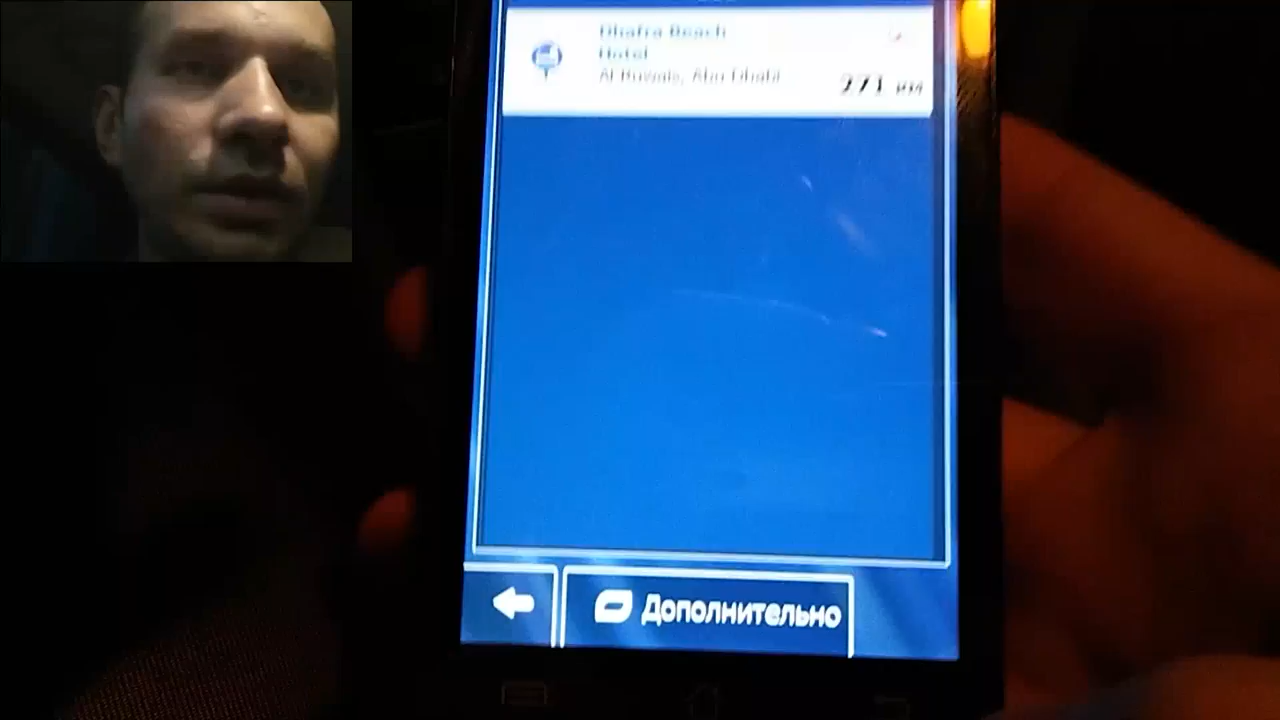 Dhafra Beach
Hotel
Al Ruwais, Abu Dhabi
271 км
Дополнительно